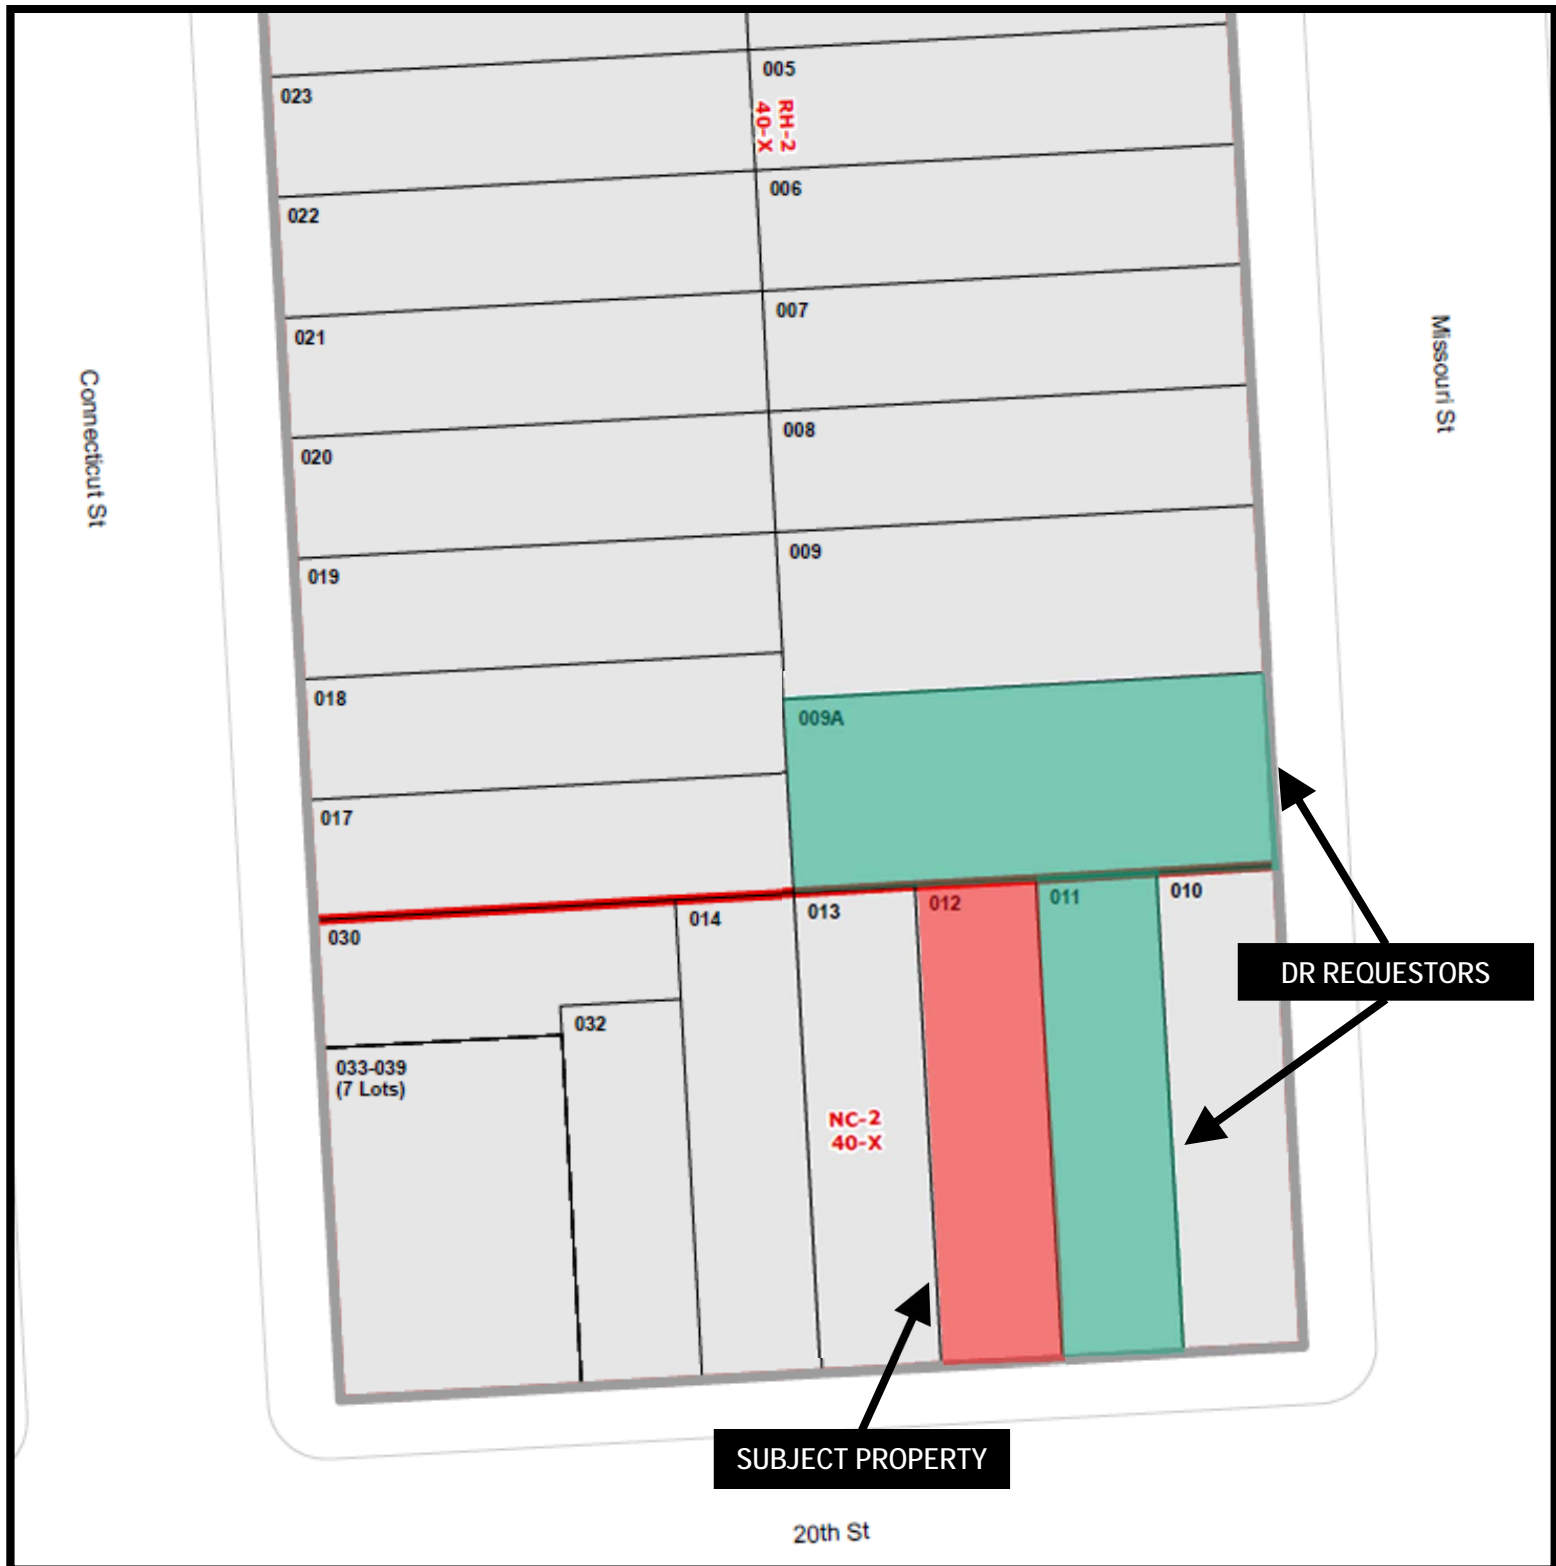 005
023
RH-2
40-X
006
022
007
021
Missouri St
Connecticut St
008
020
009
019
018
009A
017
010
011
012
013
014
030
DR REQUESTORS
032
033-039
(7 Lots)
NC-2
40-X
SUBJECT PROPERTY
20th St